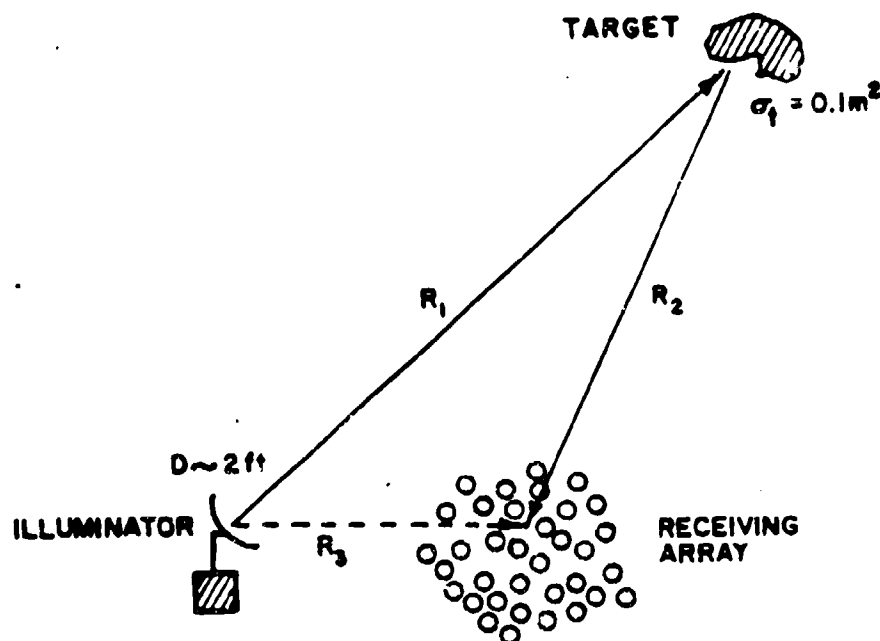 TARGET
σₜ = 0.1m²
R₁
R₂
D~2ft
ILLUMINATOR
R₃
RECEIVING
ARRAY